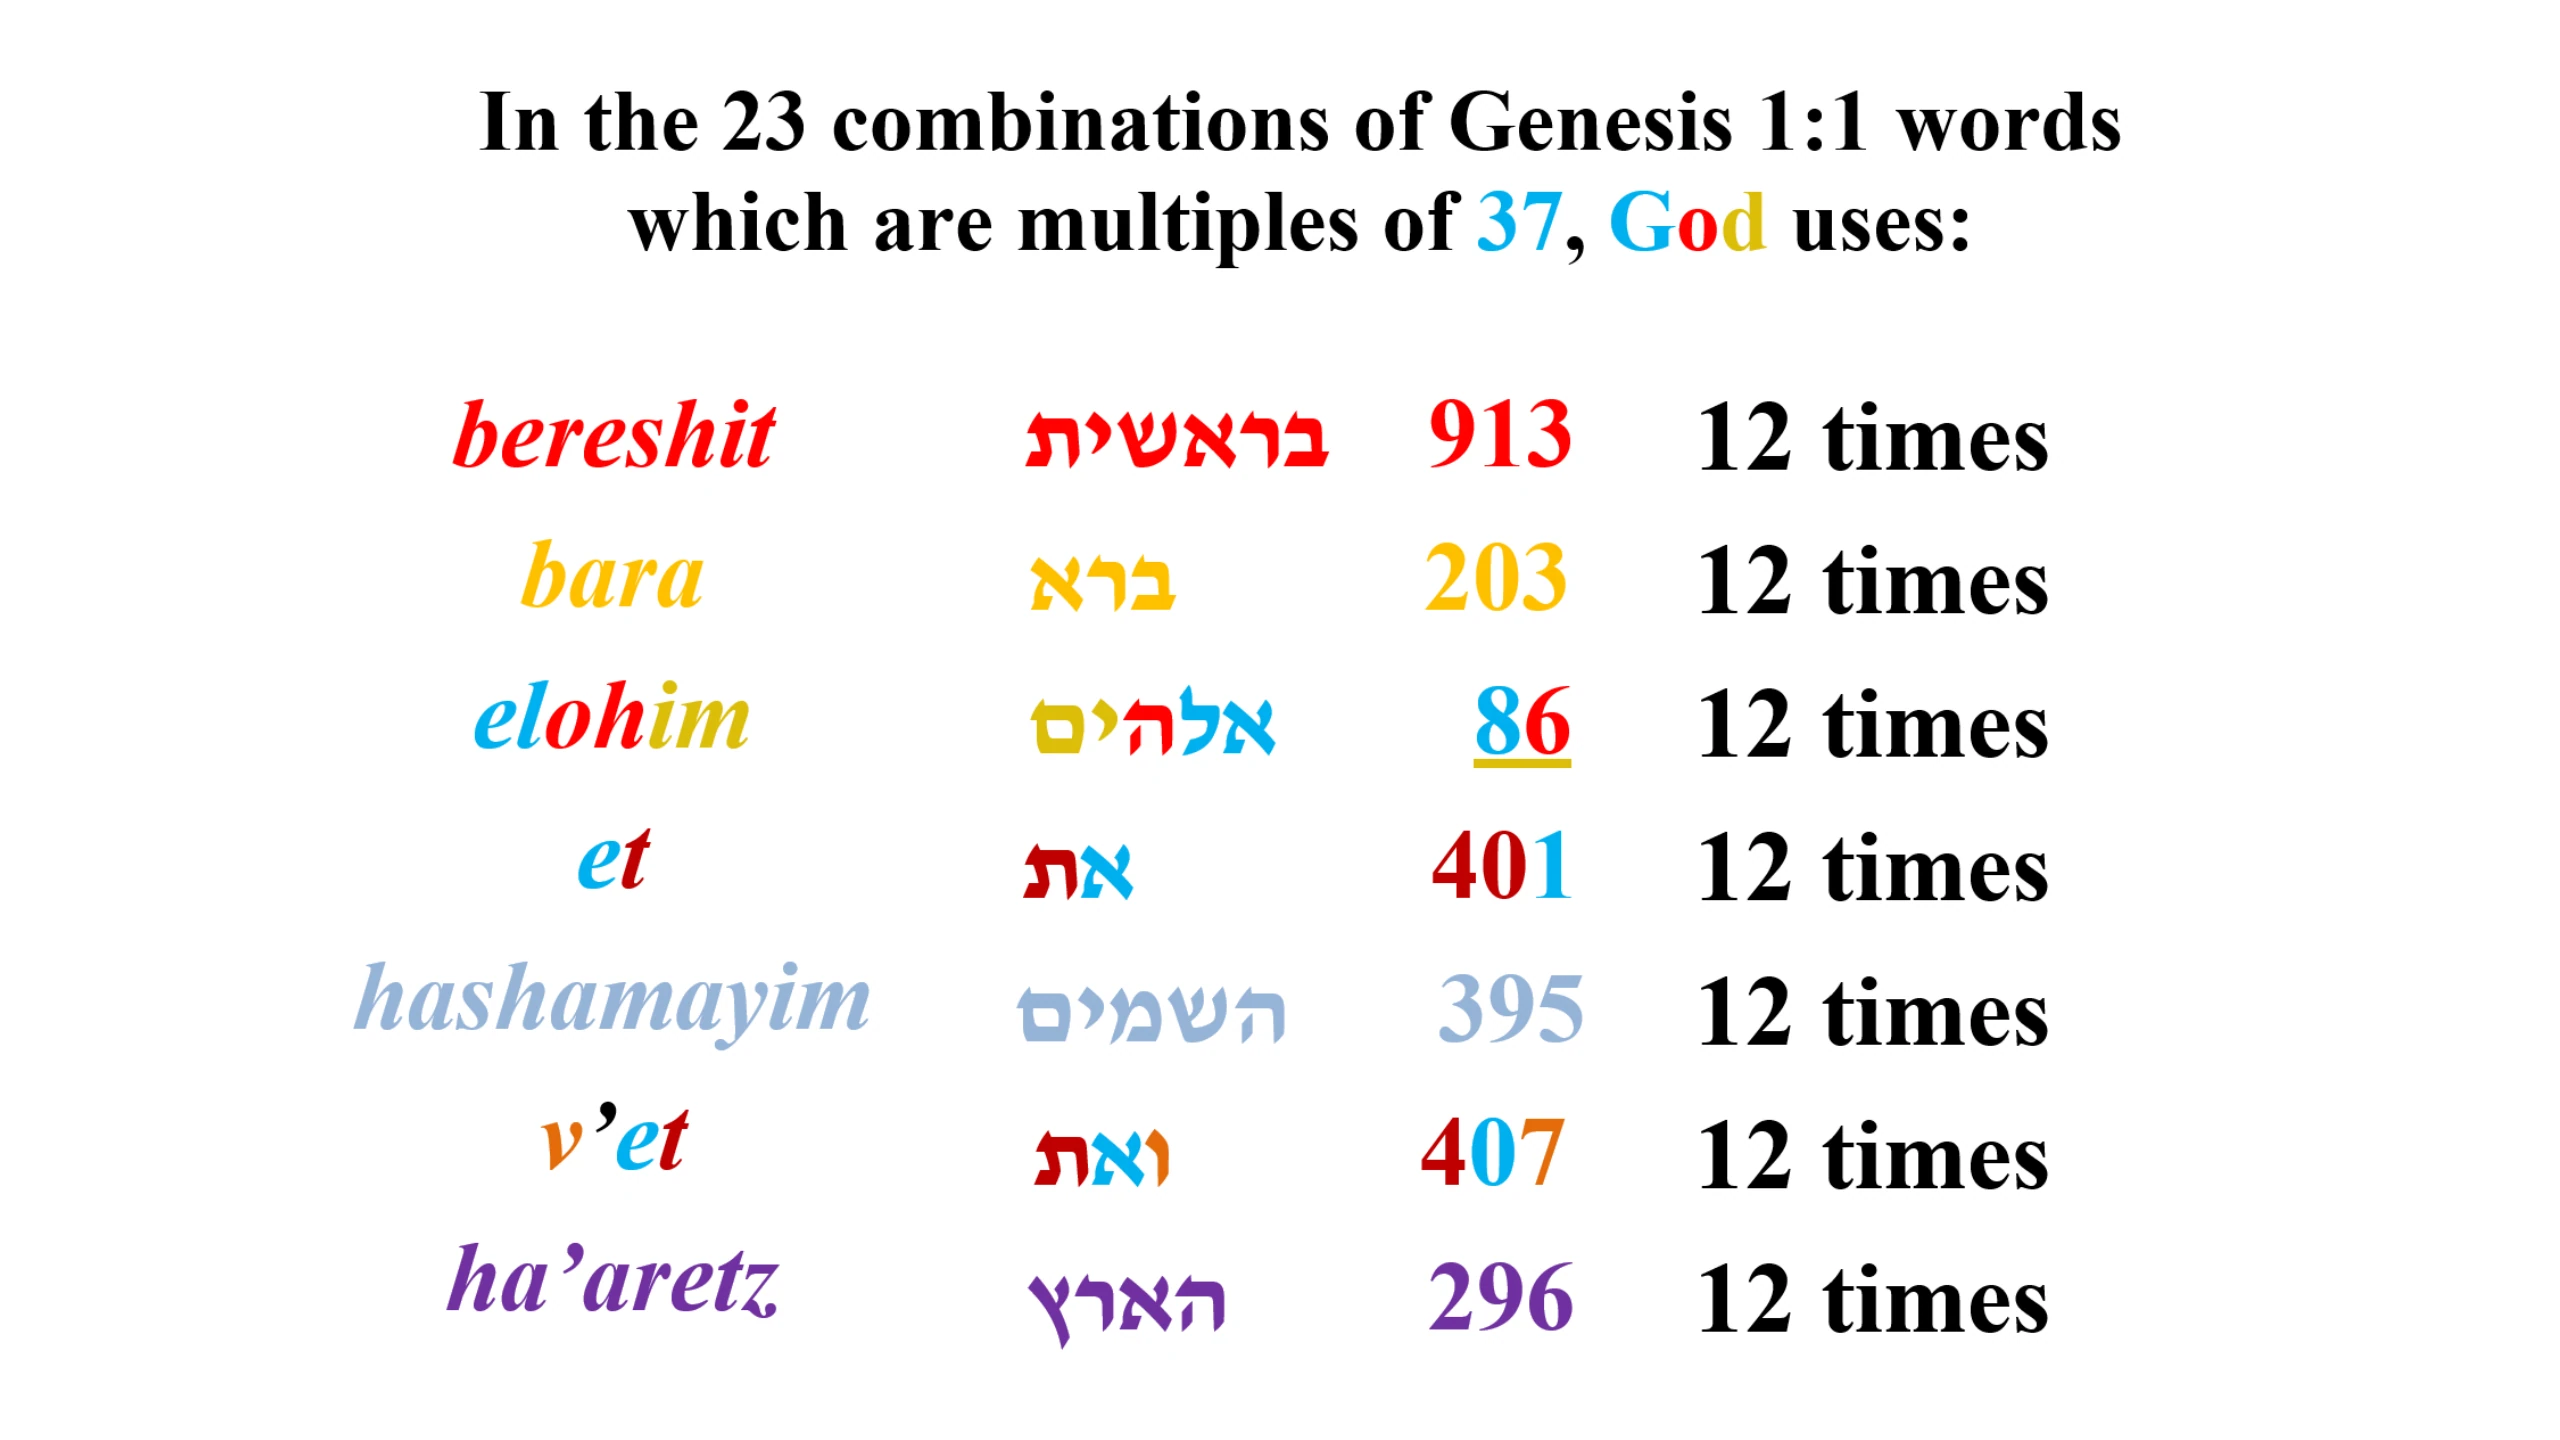 In the 23 combinations of Genesis 1:1 words
which are multiples of 37, God uses:
bereshit בראשית 913 12 times
bara ברא 203 12 times
elohim אלהים 86 12 times
et את 401 12 times
hashamayim השמים 395 12 times
v’et ואת 407 12 times
ha’aretz הארץ 296 12 times